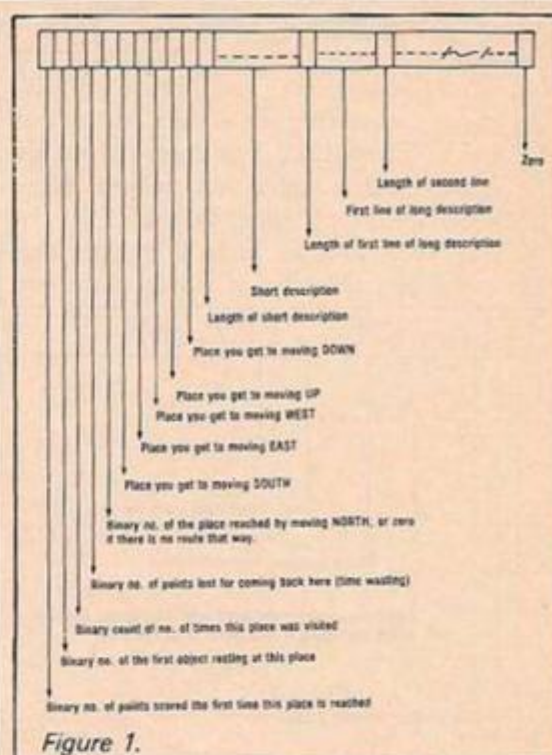 Zero
Length of second line
First line of long description
Length of first line of long description
Short description
Length of short description
Place you get to moving DOWN
Place you get to moving UP
Place you get to moving WEST
Place you get to moving EAST
Place you get to moving SOUTH
Binary no. of the place reached by moving NORTH, or zero
if there is no route that way.
Binary no. of points lost for coming back here (time wasting)
Binary count of no. of times this place was visited
Binary no. of the first object resting at this place
Binary no. of points scored the first time this place is reached
Figure 1.